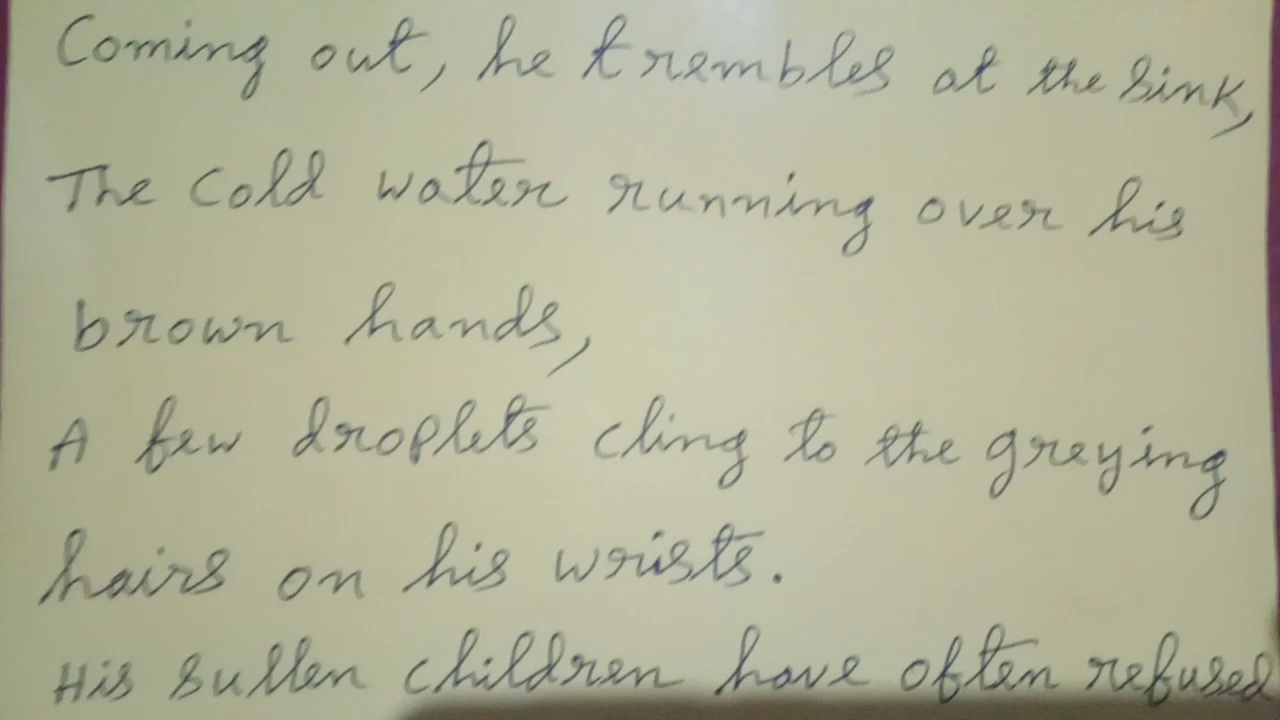 Coming out, he trembles at the sink,
The cold water running over his
brown hands,
A few droplets cling to the greying
hairs on his wrists.
His sullen children have often refused